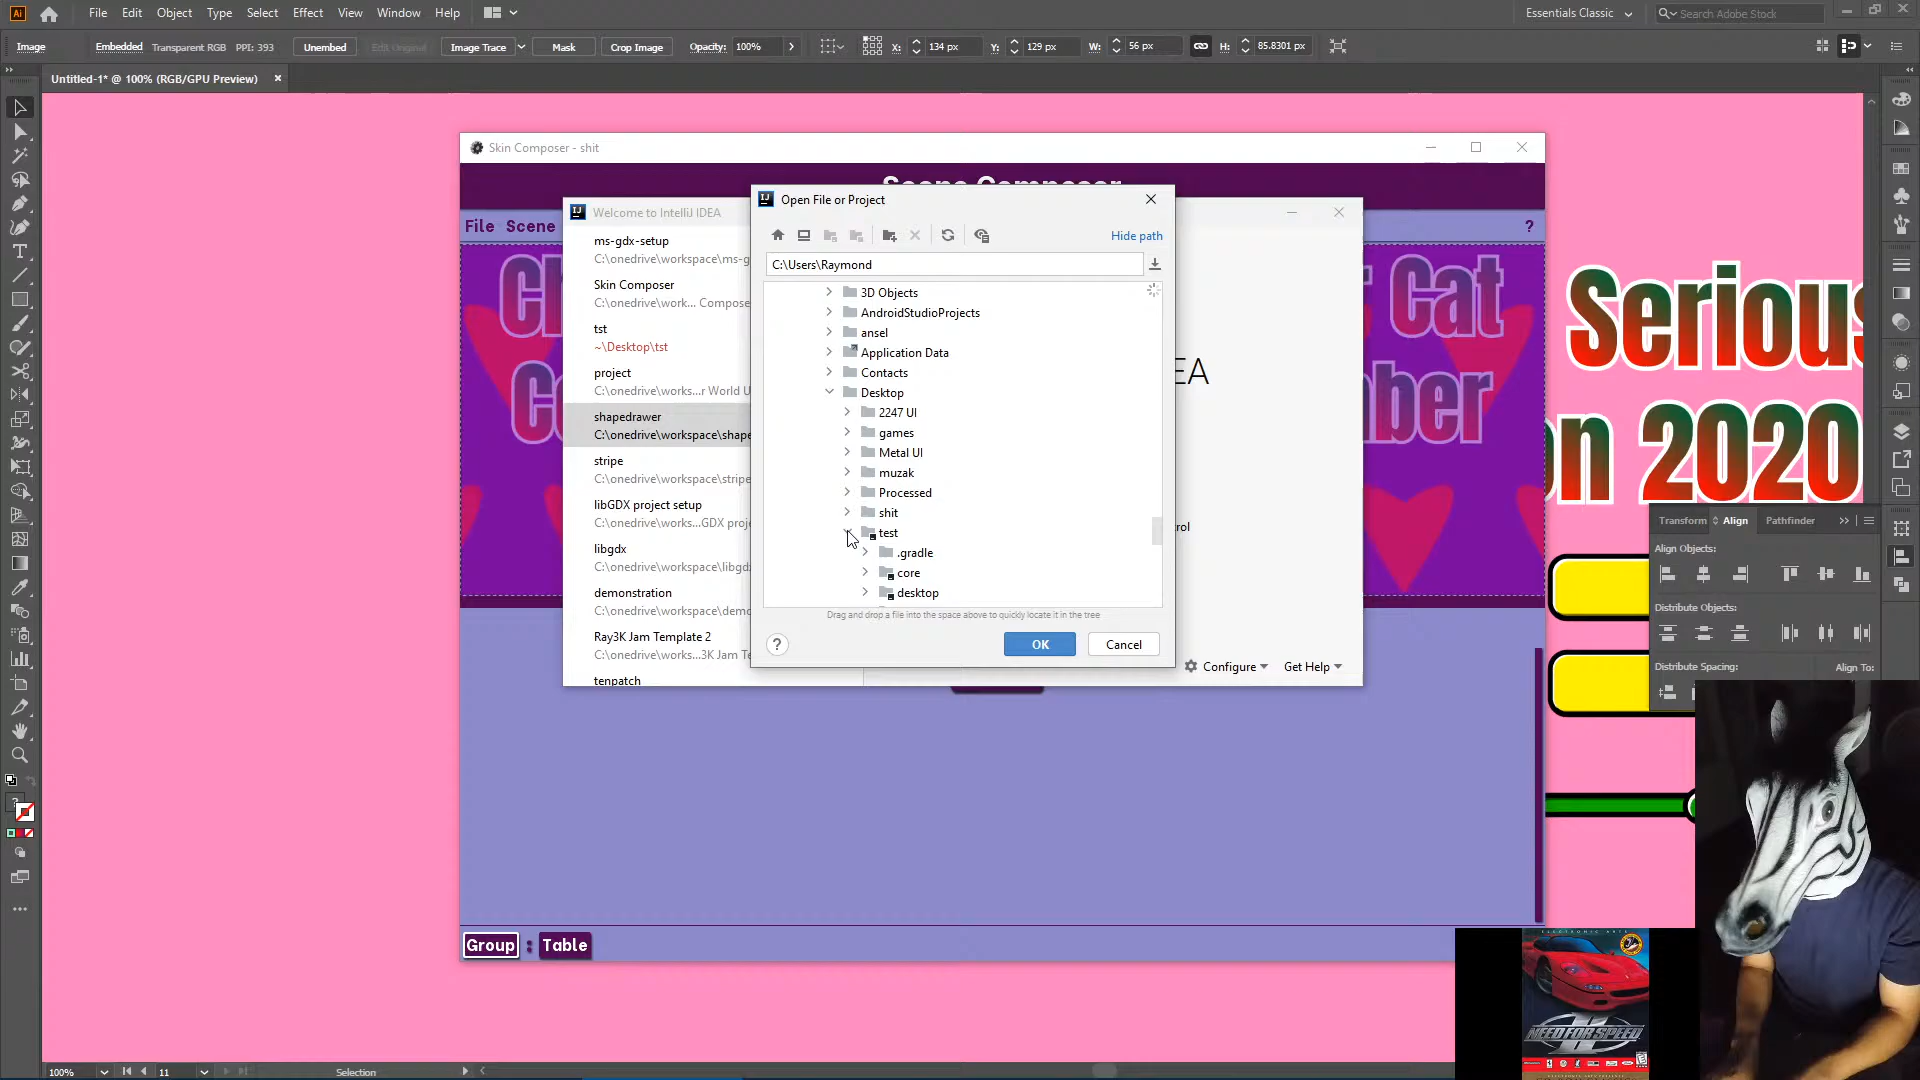 Ai File Edit Object Type Select Effect View Window Help Essentials Classic Search Adobe Stock
Image Embedded Transparent RGB PPI: 393 Unembed Edit Original Image Trace Mask Crop Image Opacity: 100% X: 134 px Y: 129 px W: 56 px H: 85.8301 px
Untitled-1* @ 100% (RGB/GPU Preview)
Skin Composer - shit
Scene Composer
File Scene ?
Welcome to IntelliJ IDEA
ms-gdx-setup
C:\onedrive\workspace\ms-g
Skin Composer
C:\onedrive\work... Compose
tst
~\Desktop\tst
project
C:\onedrive\works...r World U
shapedrawer
C:\onedrive\workspace\shape
stripe
C:\onedrive\workspace\stripe
libGDX project setup
C:\onedrive\works...GDX proj
libgdx
C:\onedrive\workspace\libgd
demonstration
C:\onedrive\workspace\demo
Ray3K Jam Template 2
C:\onedrive\works...3K Jam Te
tenpatch
EA
rol
Configure Get Help
Open File or Project
Hide path
C:\Users\Raymond
3D Objects
AndroidStudioProjects
ansel
Application Data
Contacts
Desktop
2247 UI
games
Metal UI
muzak
Processed
shit
test
.gradle
core
desktop
Drag and drop a file into the space above to quickly locate it in the tree
? OK Cancel
Cat
mber
Serious
on 2020
Transform Align Pathfinder
Align Objects:
Distribute Objects:
Distribute Spacing: Align To:
Group : Table
ELECTRONIC ARTS
NEED FOR SPEED
II
100% 11 Selection